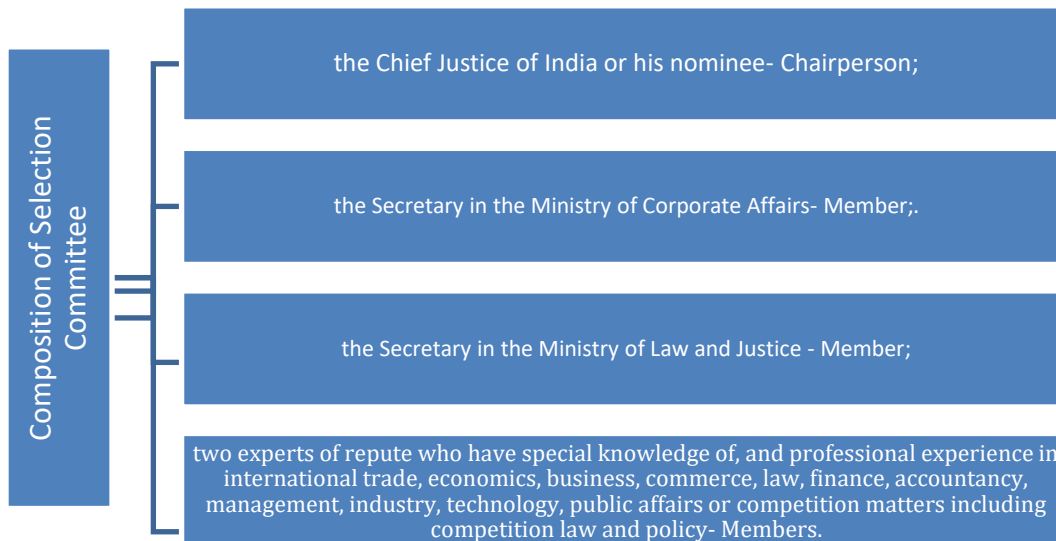 Composition of Selection
Committee
the Chief Justice of India or his nominee- Chairperson;
the Secretary in the Ministry of Corporate Affairs- Member;.
the Secretary in the Ministry of Law and Justice - Member;
two experts of repute who have special knowledge of, and professional experience in
international trade, economics, business, commerce, law, finance, accountancy,
management, industry, technology, public affairs or competition matters including
competition law and policy- Members.